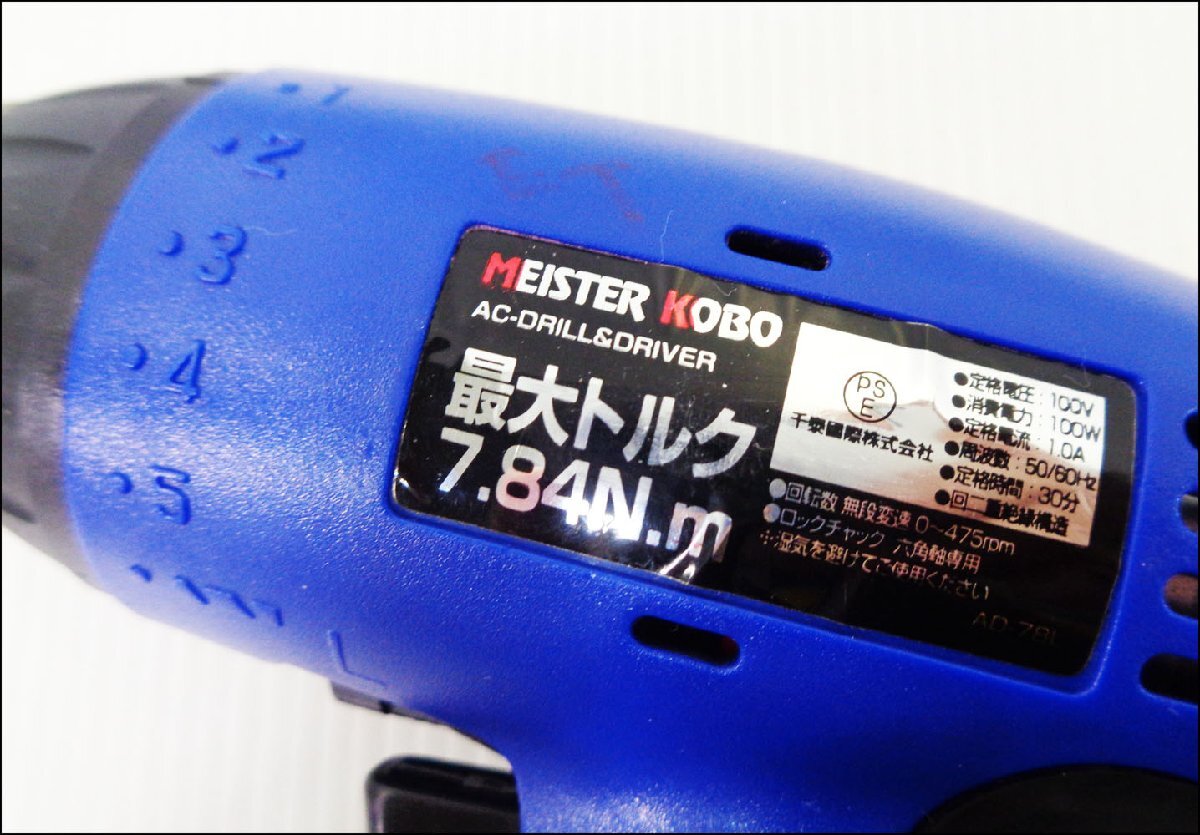 1
2
3
4
5
L
MEISTER KOBO
AC-DRILL&DRIVER
最大トルク
7.84N.m
PS
E
千葉國際株式会社
●定格電圧:100V
●消費電力:100W
●定格電流:1.0A
●周波数:50/60Hz
●定格時間:30分
●回二重絶縁構造
●回転数 無段変速 0〜475rpm
●ロックチャック 六角軸専用
※湿気を避けてご使用ください